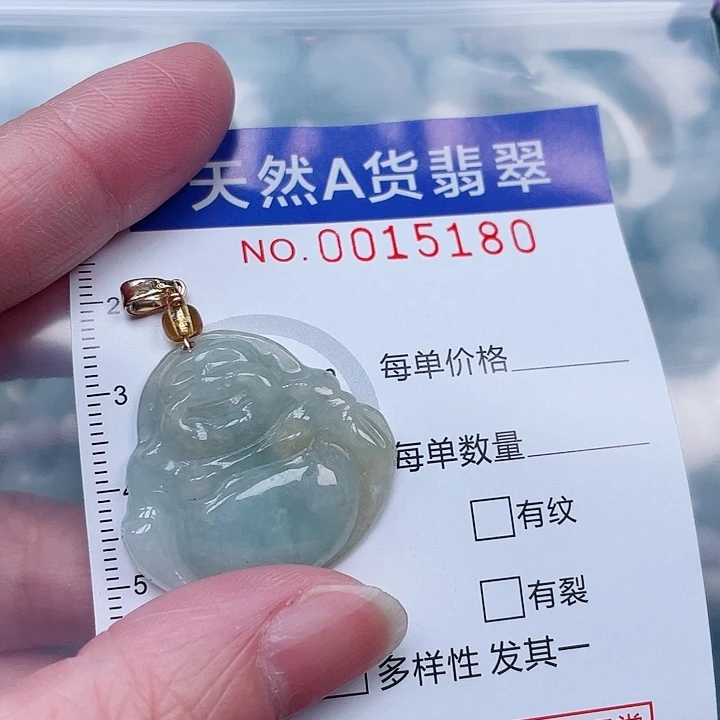 天然A货翡翠
NO.0015180
2
3
每单价格
每单数量
4
有纹
5
有裂
多样性 发其一